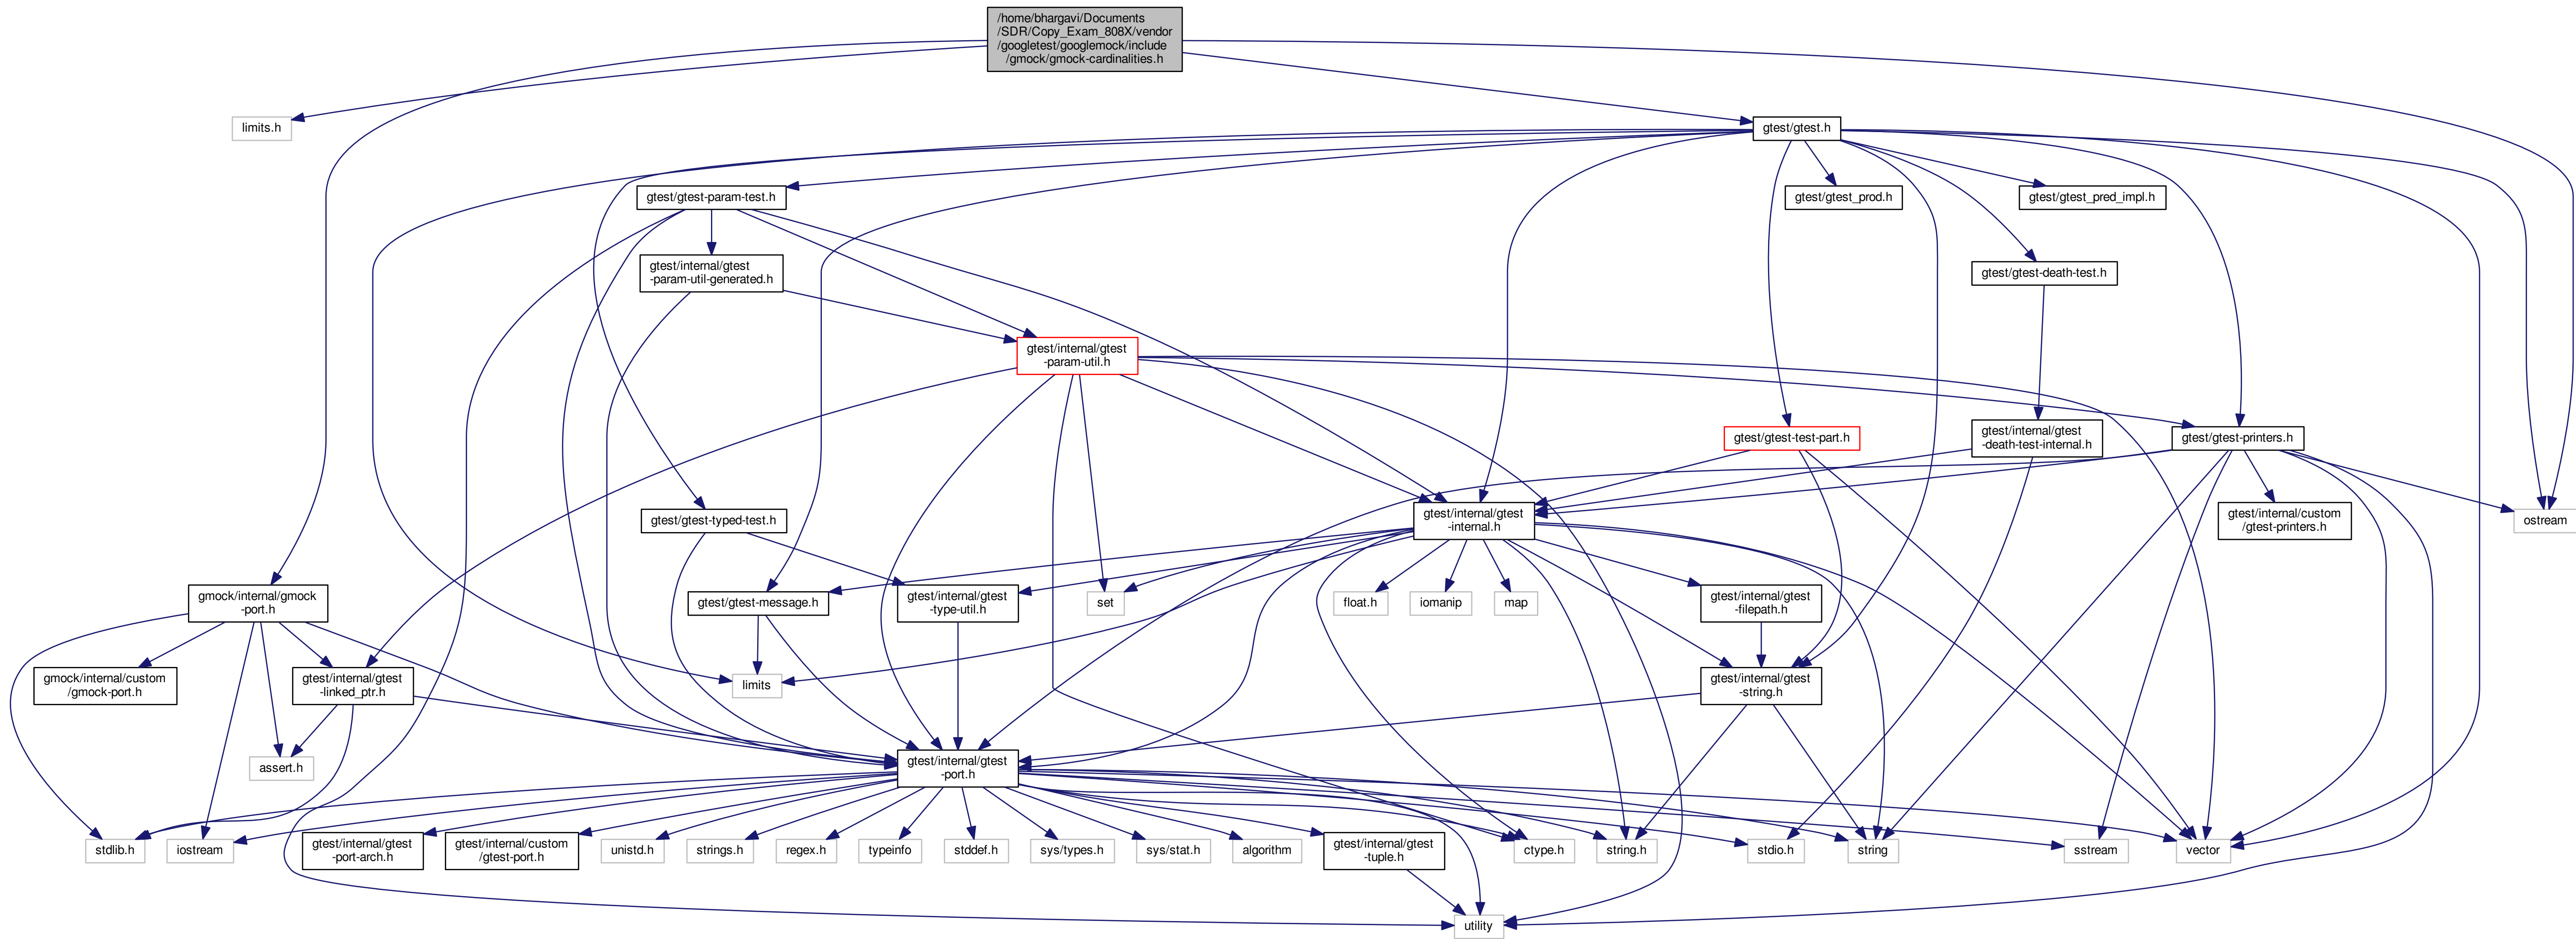 /home/bhargavi/Documents
/SDR/Copy_Exam_808X/vendor
/googletest/googlemock/include
/gmock/gmock-cardinalities.h
limits.h
gtest/gtest.h
gtest/gtest-param-test.h
gtest/gtest_prod.h
gtest/gtest_pred_impl.h
gtest/internal/gtest
-param-util-generated.h
gtest/gtest-death-test.h
gtest/internal/gtest
-param-util.h
gtest/gtest-test-part.h
gtest/internal/gtest
-death-test-internal.h
gtest/gtest-printers.h
gtest/gtest-typed-test.h
gtest/internal/gtest
-internal.h
gtest/internal/custom
/gtest-printers.h
ostream
gmock/internal/gmock
-port.h
gtest/gtest-message.h
gtest/internal/gtest
-type-util.h
set
float.h
iomanip
map
gtest/internal/gtest
-filepath.h
gmock/internal/custom
/gmock-port.h
gtest/internal/gtest
-linked_ptr.h
limits
gtest/internal/gtest
-string.h
assert.h
gtest/internal/gtest
-port.h
stdlib.h
iostream
gtest/internal/gtest
-port-arch.h
gtest/internal/custom
/gtest-port.h
unistd.h
strings.h
regex.h
typeinfo
stddef.h
sys/types.h
sys/stat.h
algorithm
gtest/internal/gtest
-tuple.h
ctype.h
string.h
stdio.h
string
sstream
vector
utility